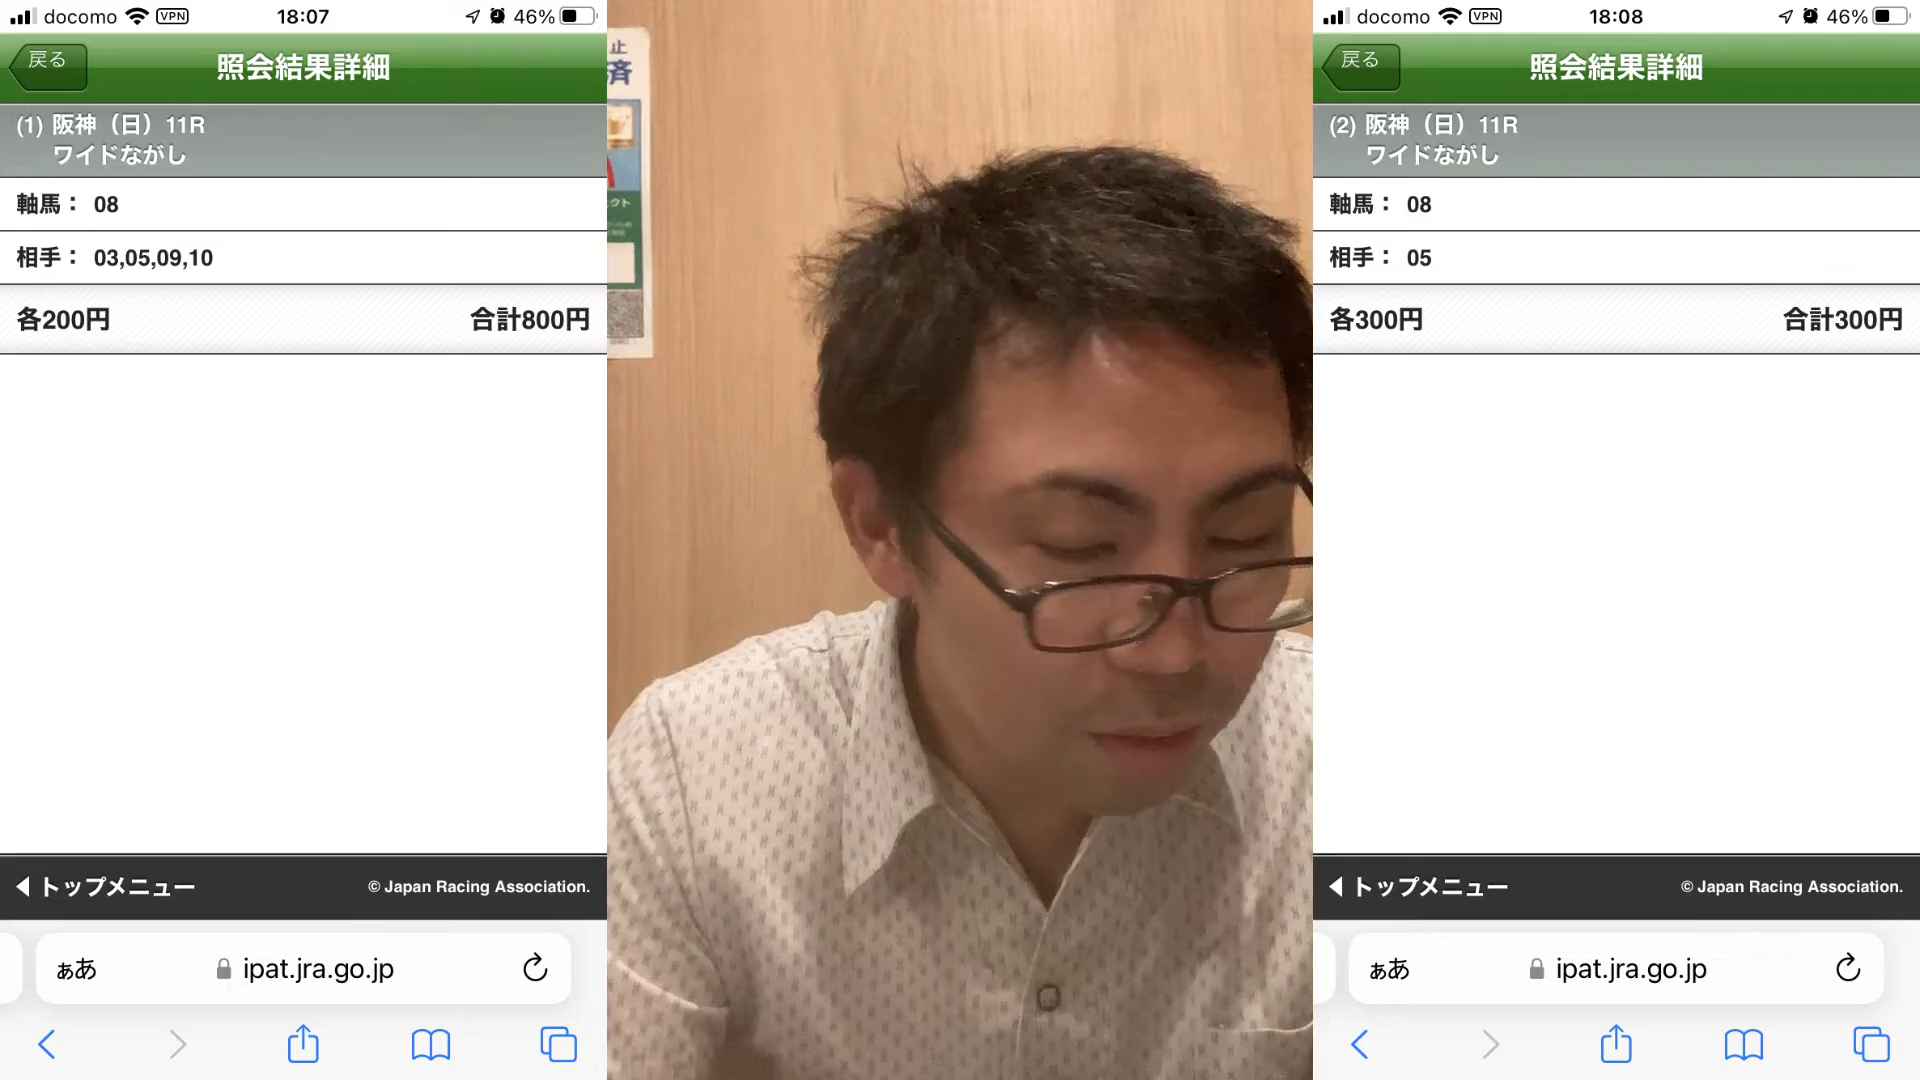 docomo VPN 18:07 46%
戻る 照会結果詳細
(1) 阪神（日）11R
ワイドながし
軸馬： 08
相手： 03,05,09,10
各200円 合計800円
トップメニュー © Japan Racing Association.
ぁあ ipat.jra.go.jp
止
済
クト
docomo VPN 18:08 46%
戻る 照会結果詳細
(2) 阪神（日）11R
ワイドながし
軸馬： 08
相手： 05
各300円 合計300円
トップメニュー © Japan Racing Association.
ぁあ ipat.jra.go.jp